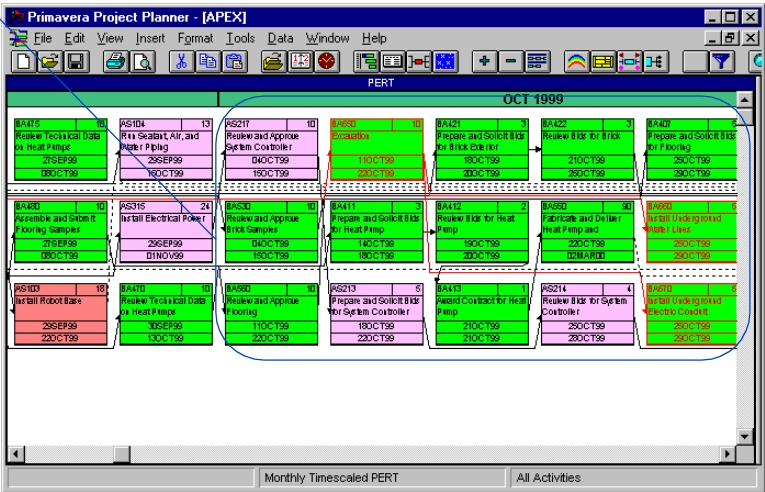 Primavera Project Planner - [APEX]
File Edit View Insert Format Tools Data Window Help
PERT
OCT 1999
BA475 18
Review Technical Data
on Heat Pumps
27SEP99
08OCT99
AS104 13
Run Sealant, Air, and
Water Piping
29SEP99
15OCT99
AS217 10
Review and Approve
System Controller
04OCT99
15OCT99
BA650 10
Excavation
11OCT99
22OCT99
BA421 3
Prepare and Solicit Bids
for Brick Exterior
18OCT99
20OCT99
BA422 3
Review Bids for Brick
21OCT99
25OCT99
BA407 5
Prepare and Solicit Bids
for Flooring
25OCT99
29OCT99
BA480 10
Assemble and Submit
Flooring Samples
27SEP99
08OCT99
AS315 24
Install Electrical Power
29SEP99
01NOV99
BA530 10
Review and Approve
Brick Samples
04OCT99
15OCT99
BA411 3
Prepare and Solicit Bids
for Heat Pump
14OCT99
18OCT99
BA412 2
Review Bids for Heat
Pump
19OCT99
20OCT99
BA550 90
Fabricate and Deliver
Heat Pump and
22OCT99
02MAR00
BA660 5
Install Underground
Water Lines
25OCT99
29OCT99
AS103 18
Install Robot Base
29SEP99
22OCT99
BA470 10
Review Technical Data
on Heat Pumps
30SEP99
13OCT99
BA560 10
Review and Approve
Flooring
11OCT99
22OCT99
AS213 5
Prepare and Solicit Bids
for System Controller
18OCT99
22OCT99
BA413 1
Award Contract for Heat
Pump
21OCT99
21OCT99
AS214 4
Review Bids for System
Controller
25OCT99
28OCT99
BA670 5
Install Underground
Electric Conduit
25OCT99
29OCT99
Monthly Timescaled PERT
All Activities